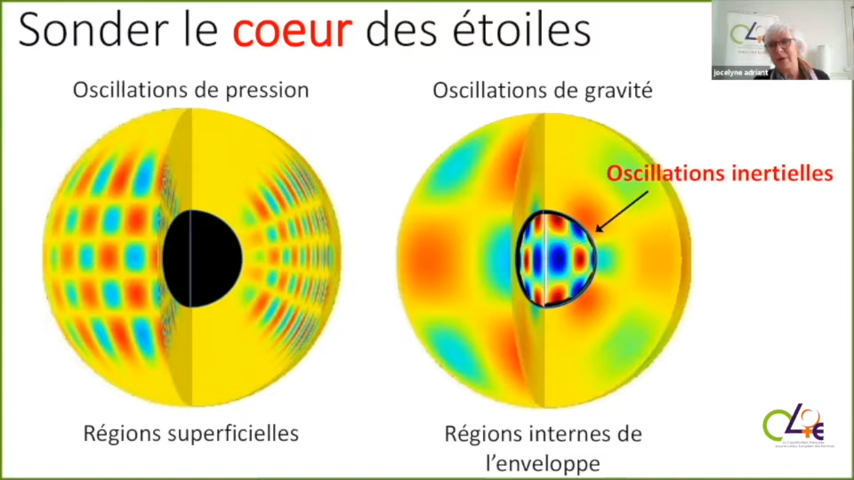 Sonder le coeur des étoiles
jocelyne adriant
Oscillations de pression
Oscillations de gravité
Oscillations inertielles
Régions superficielles
Régions internes de
l'enveloppe